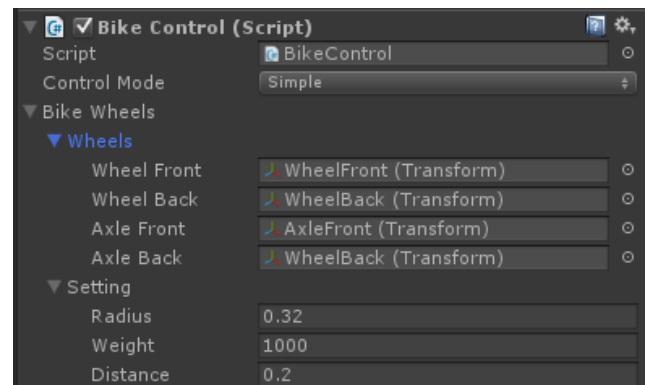 Bike Control (Script)
Script BikeControl
Control Mode Simple
Bike Wheels
Wheels
Wheel Front WheelFront (Transform)
Wheel Back WheelBack (Transform)
Axle Front AxleFront (Transform)
Axle Back WheelBack (Transform)
Setting
Radius 0.32
Weight 1000
Distance 0.2